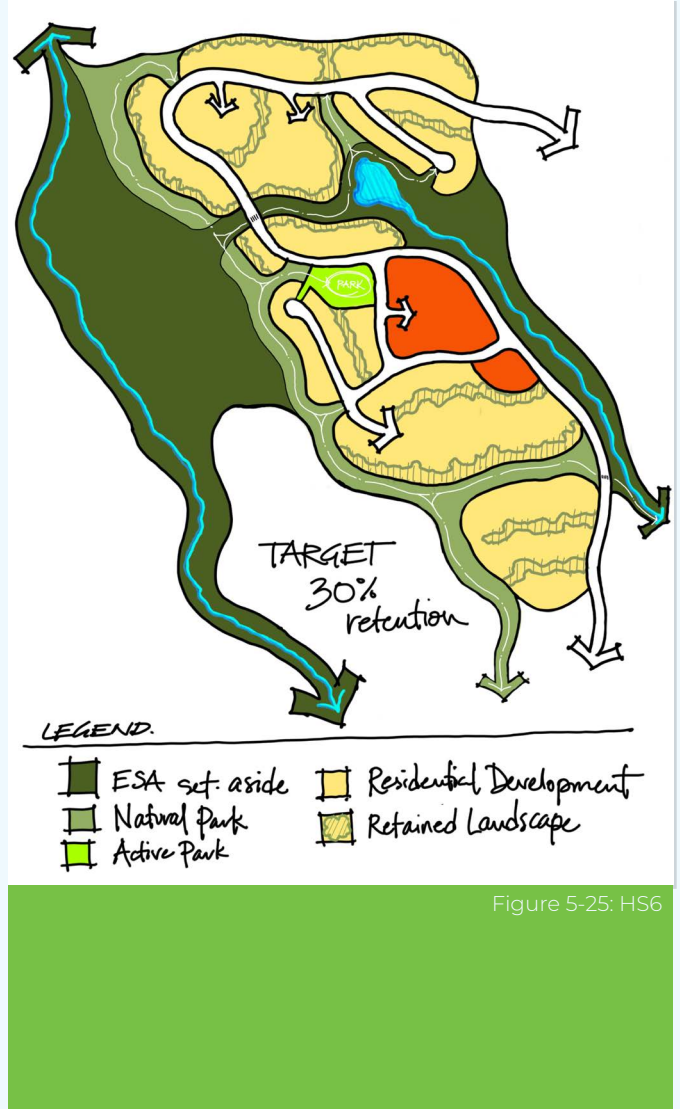 PARK
TARGET
30%
retention
LEGEND.
ESA set-aside
Natural Park
Active Park
Residential Development
Retained Landscape
Figure 5-25: HS6